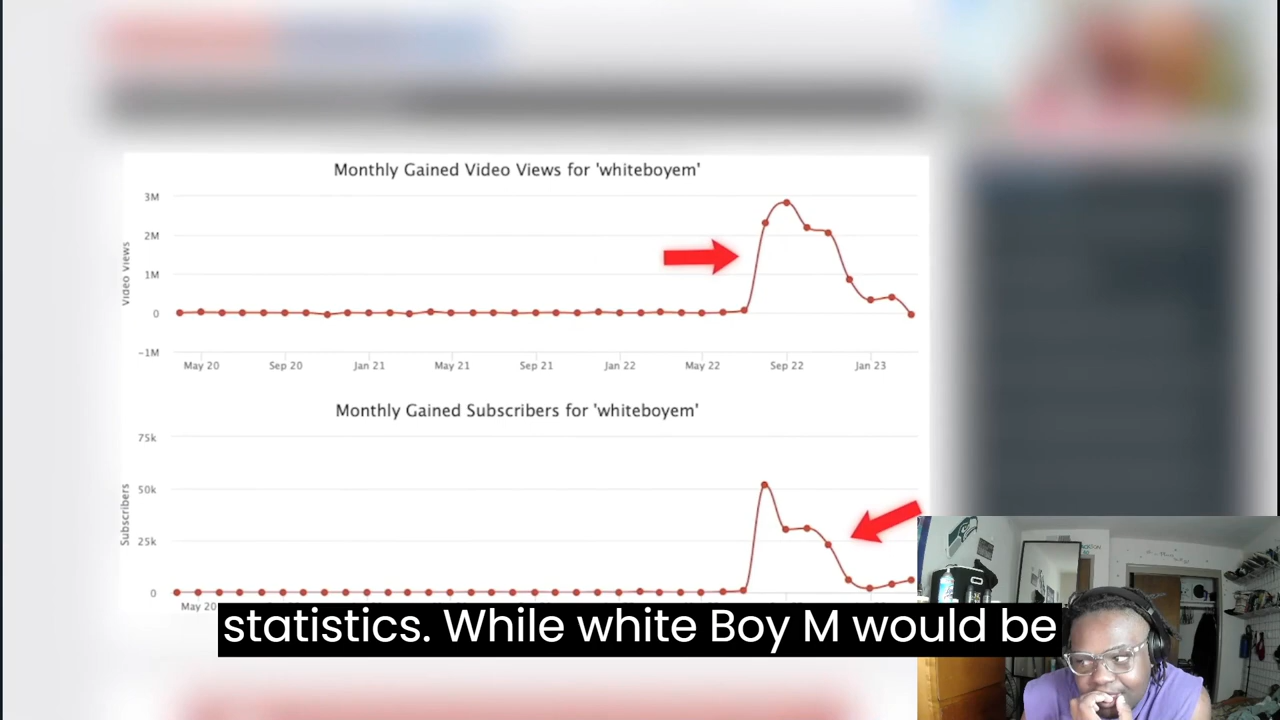 Monthly Gained Video Views for 'whiteboyem'
3M
2M
1M
0
-1M
Video Views
May 20 Sep 20 Jan 21 May 21 Sep 21 Jan 22 May 22 Sep 22 Jan 23
Monthly Gained Subscribers for 'whiteboyem'
75k
50k
25k
0
Subscribers
May 20
statistics. While white Boy M would be